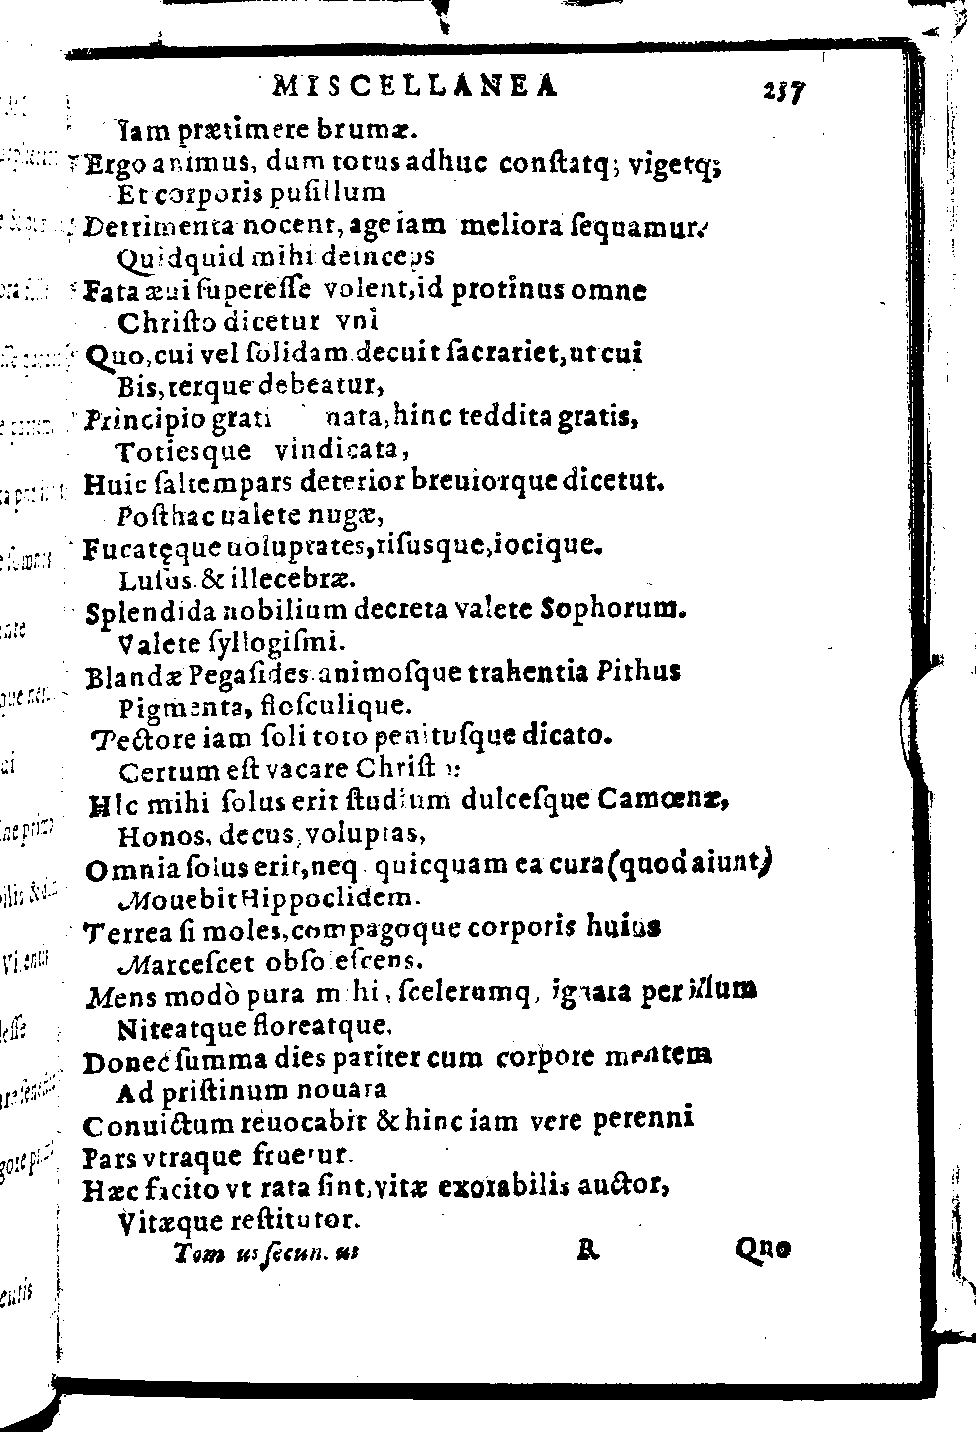 MISCELLANEA 257
Iam prætimere brumæ.
Ergo animus, dum totus adhuc conſtatq; vigetq;
Et corporis puſillum
Detrimenta nocent, age iam meliora ſequamur.
Quidquid mihi deinceps
Fata æui ſupereſſe volent, id protinus omne
Chriſto dicetur vni
Quo, cui vel ſolidam decuit ſacrariet, ut cui
Bis, terque debeatur,
Principio grati nata, hinc teddita gratis,
Totiesque vindicata,
Huic ſaltem pars deterior breuiorque dicetut.
Poſthac ualete nugæ,
Fucatęque uoluptates, riſusque, iocique.
Luſus & illecebræ.
Splendida nobilium decreta valete Sophorum.
Valete ſyllogiſmi.
Blandæ Pegaſides animoſque trahentia Pithus
Pigmenta, floſculique.
Pectore iam ſoli toto penituſque dicato.
Certum eſt vacare Chriſt
HIc mihi ſolus erit ſtudium dulceſque Camœnæ,
Honos, decus, voluptas,
Omnia ſolus erit, neq quicquam ea cura (quod aiunt)
Mouebit Hippoclidem.
Terrea ſi moles, compagoque corporis huius
Marceſcet obſo eſcens.
Mens modò pura mihi, ſcelerumq, ignara per illum
Niteatque floreatque.
Donec ſumma dies pariter cum corpore mentem
Ad priſtinum nouara
Conuictum reuocabit & hinc iam vere perenni
Pars vtraque fruetur.
Hæc facito vt rata ſint, vitæ exorabilis auctor,
Vitæque reſtitutor.
Tom us ſecun. us R Quo